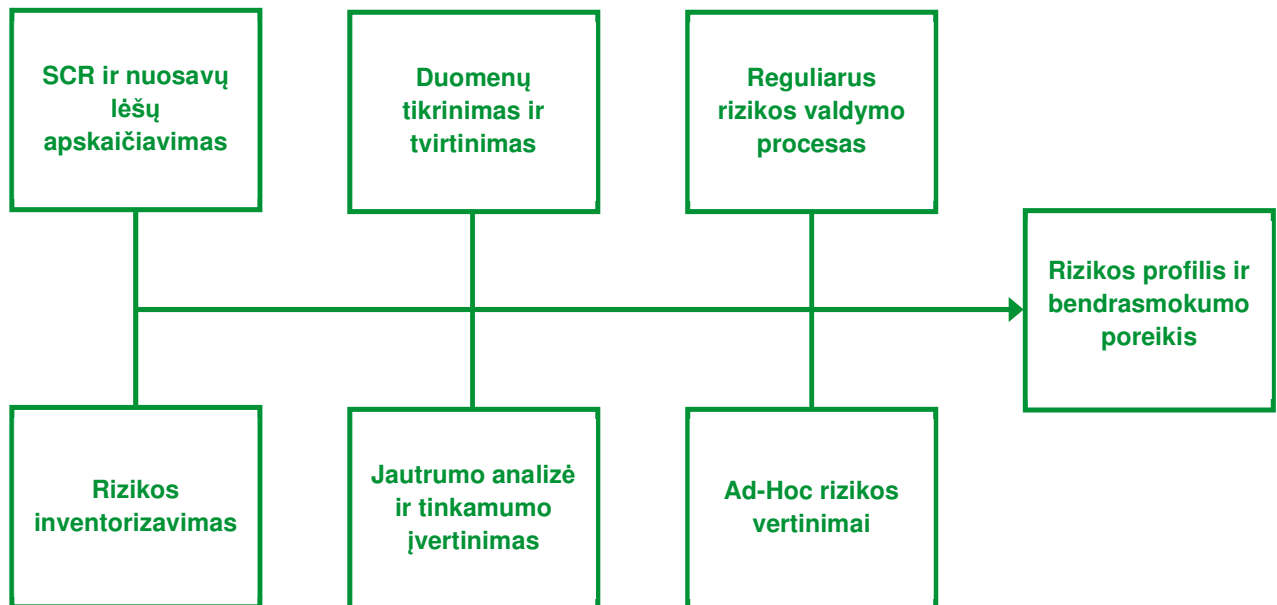 SCR ir nuosavų
lėšų
apskaičiavimas
Duomenų
tikrinimas ir
tvirtinimas
Reguliarus
rizikos valdymo
procesas
Rizikos profilis ir
bendrasmokumo
poreikis
Rizikos
inventorizavimas
Jautrumo analizė
ir tinkamumo
įvertinimas
Ad-Hoc rizikos
vertinimai